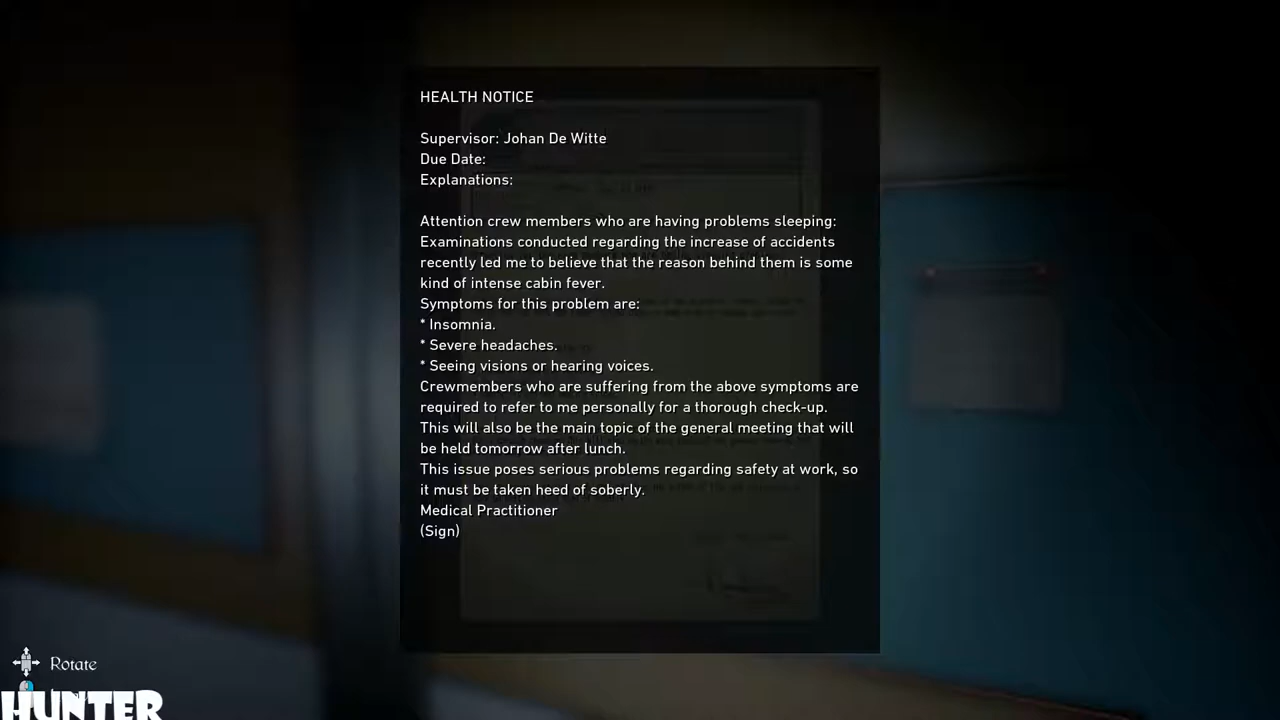 HEALTH NOTICE
Supervisor: Johan De Witte
Due Date:
Explanations:
Attention crew members who are having problems sleeping:
Examinations conducted regarding the increase of accidents
recently led me to believe that the reason behind them is some
kind of intense cabin fever.
Symptoms for this problem are:
* Insomnia.
* Severe headaches.
* Seeing visions or hearing voices.
Crewmembers who are suffering from the above symptoms are
required to refer to me personally for a thorough check-up.
This will also be the main topic of the general meeting that will
be held tomorrow after lunch.
This issue poses serious problems regarding safety at work, so
it must be taken heed of soberly.
Medical Practitioner
(Sign)
Rotate
HUNTER